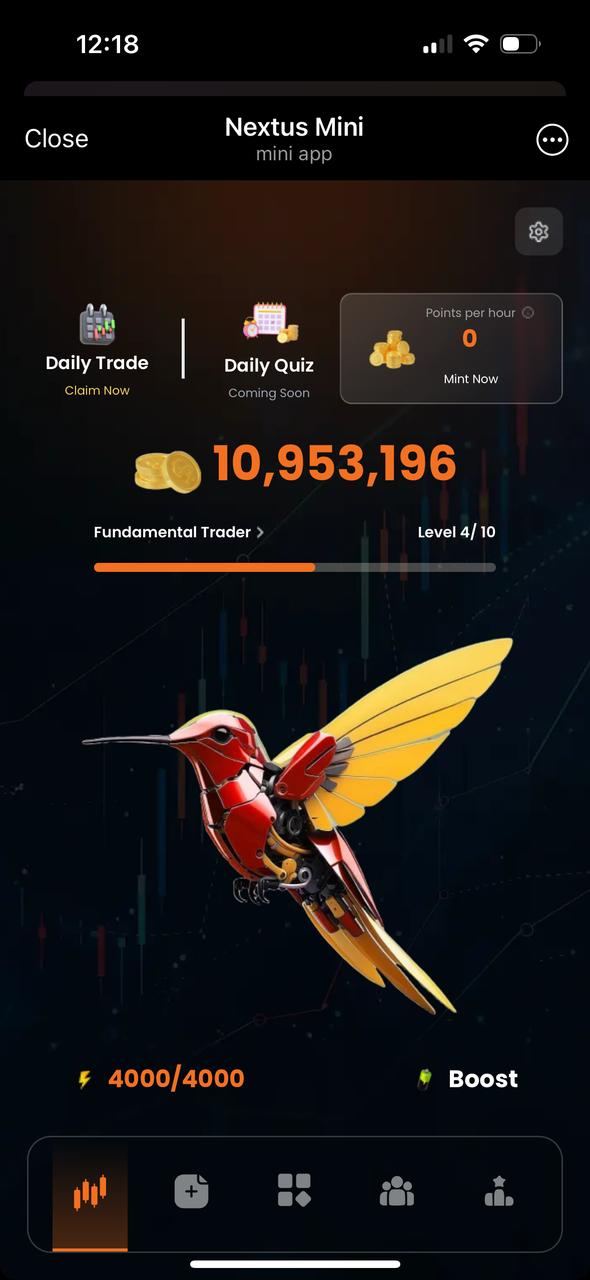 12:18
Close
Nextus Mini
mini app
Daily Trade
Claim Now
Daily Quiz
Coming Soon
Points per hour
0
Mint Now
10,953,196
Fundamental Trader
Level 4/ 10
4000/4000
Boost